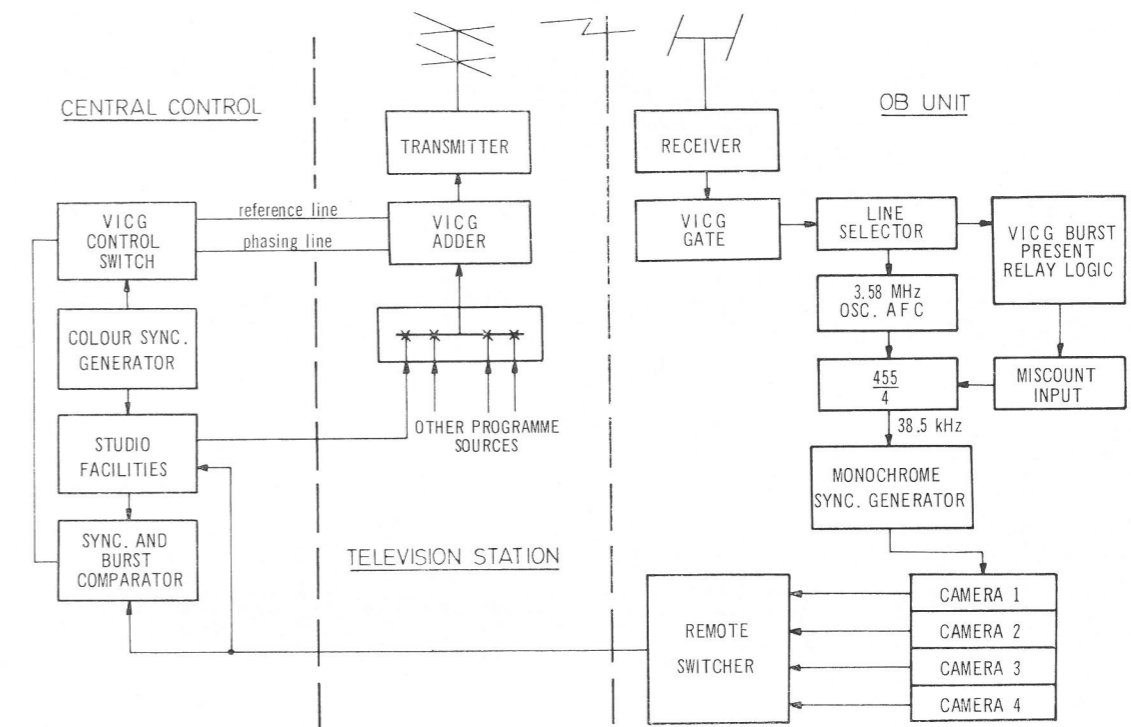 CENTRAL CONTROL
OB UNIT
TRANSMITTER
RECEIVER
VICG
CONTROL
SWITCH
reference line
phasing line
VICG
ADDER
VICG
GATE
LINE
SELECTOR
VICG BURST
PRESENT
RELAY LOGIC
3.58 MHz
OSC. AFC
COLOUR SYNC.
GENERATOR
455
4
MISCOUNT
INPUT
38.5 kHz
OTHER PROGRAMME
SOURCES
STUDIO
FACILITIES
MONOCHROME
SYNC. GENERATOR
SYNC. AND
BURST
COMPARATOR
TELEVISION STATION
REMOTE
SWITCHER
CAMERA 1
CAMERA 2
CAMERA 3
CAMERA 4